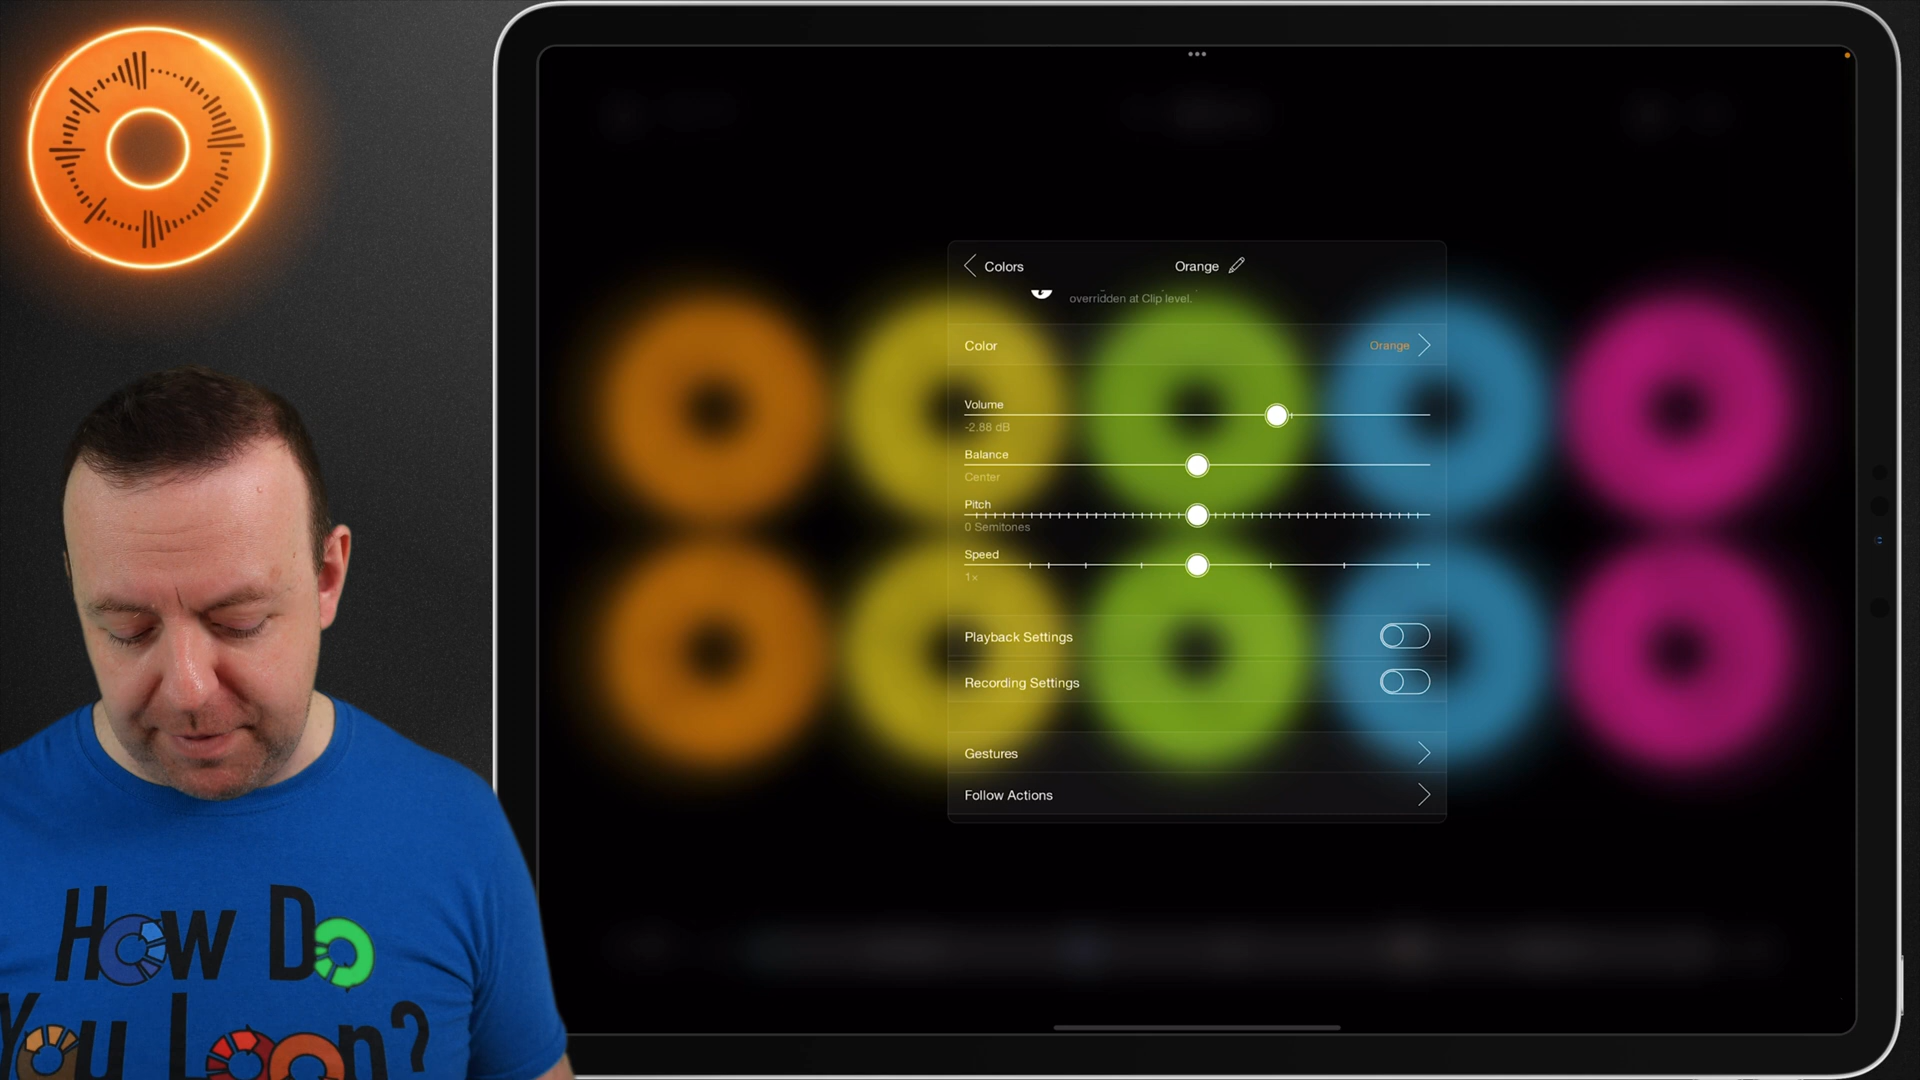 Colors
Orange
overridden at Clip level.
Color
Orange
Volume
-2.88 dB
Balance
Center
Pitch
0 Semitones
Speed
1×
Playback Settings
Recording Settings
Gestures
Follow Actions
How Do
You Loop?